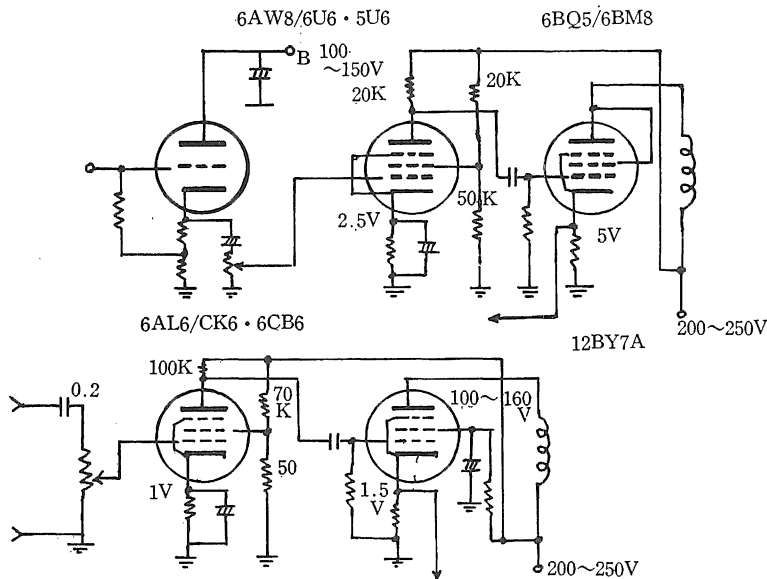 6AW8/6U6・5U6
6BQ5/6BM8
B 100
~150V
20K
20K
50K
2.5V
5V
200~250V
6AL6/CK6・6CB6
12BY7A
0.2
100K
70
K
50
100~160
V
1V
1.5
V
200~250V